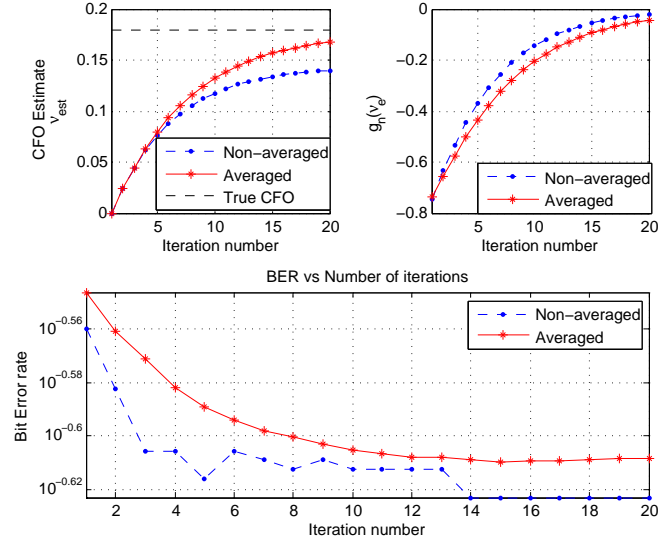 0.2
0.15
0.1
0.05
0
CFO Estimate
ν_est
Non−averaged
Averaged
True CFO
5 10 15 20
Iteration number
0
−0.2
−0.4
−0.6
−0.8
g_n(ν_e)
Non−averaged
Averaged
5 10 15 20
Iteration number
BER vs Number of iterations
10^−0.56
10^−0.58
10^−0.6
10^−0.62
Bit Error rate
Non−averaged
Averaged
2 4 6 8 10 12 14 16 18 20
Iteration number